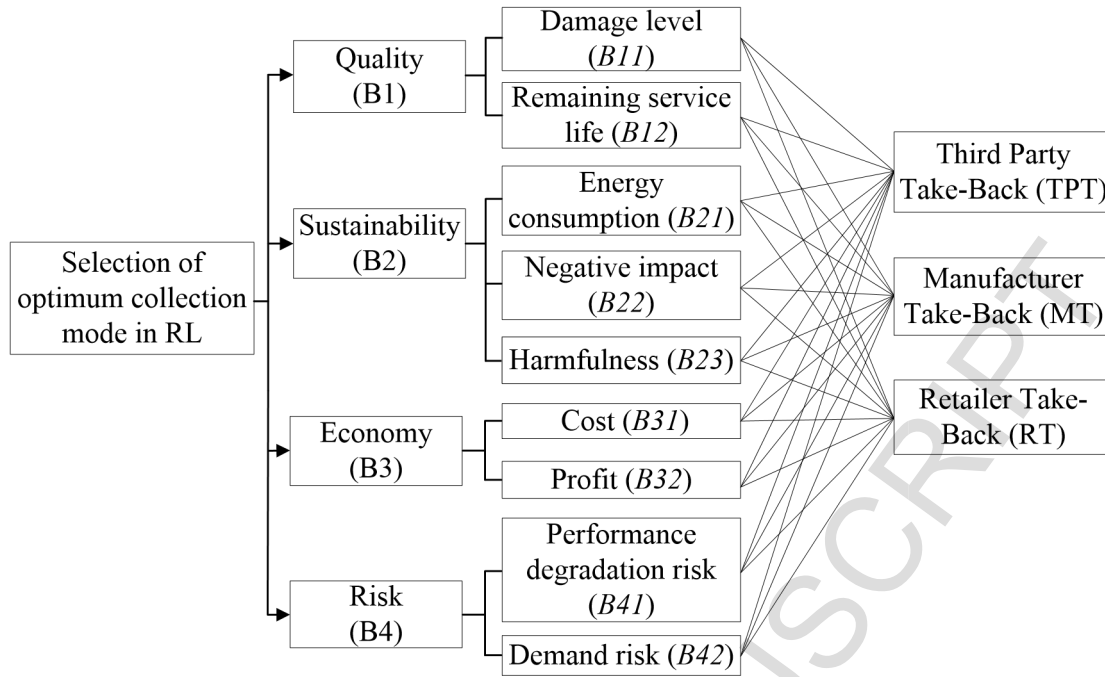 Selection of
optimum collection
mode in RL
Quality
(B1)
Sustainability
(B2)
Economy
(B3)
Risk
(B4)
Damage level
(B11)
Remaining service
life (B12)
Energy
consumption (B21)
Negative impact
(B22)
Harmfulness (B23)
Cost (B31)
Profit (B32)
Performance
degradation risk
(B41)
Demand risk (B42)
Third Party
Take-Back (TPT)
Manufacturer
Take-Back (MT)
Retailer Take-
Back (RT)
USCRIPT